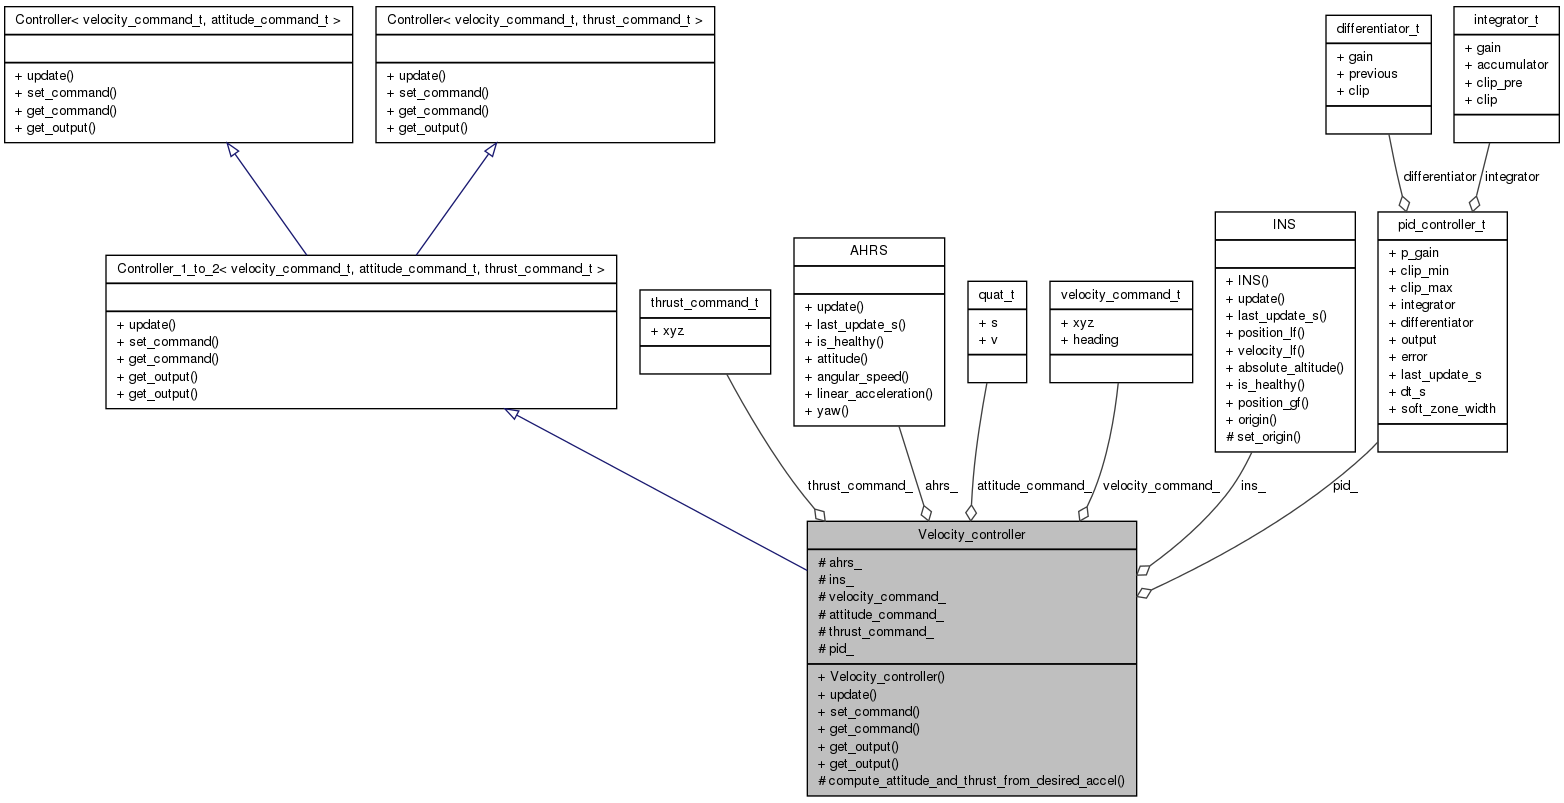 Controller< velocity_command_t, attitude_command_t >
+ update()
+ set_command()
+ get_command()
+ get_output()
Controller< velocity_command_t, thrust_command_t >
+ update()
+ set_command()
+ get_command()
+ get_output()
differentiator_t
+ gain
+ previous
+ clip
integrator_t
+ gain
+ accumulator
+ clip_pre
+ clip
differentiator
integrator
Controller_1_to_2< velocity_command_t, attitude_command_t, thrust_command_t >
+ update()
+ set_command()
+ get_command()
+ get_output()
+ get_output()
thrust_command_t
+ xyz
AHRS
+ update()
+ last_update_s()
+ is_healthy()
+ attitude()
+ angular_speed()
+ linear_acceleration()
+ yaw()
quat_t
+ s
+ v
velocity_command_t
+ xyz
+ heading
INS
+ INS()
+ update()
+ last_update_s()
+ position_lf()
+ velocity_lf()
+ absolute_altitude()
+ is_healthy()
+ position_gf()
+ origin()
# set_origin()
pid_controller_t
+ p_gain
+ clip_min
+ clip_max
+ integrator
+ differentiator
+ output
+ error
+ last_update_s
+ dt_s
+ soft_zone_width
thrust_command_
ahrs_
attitude_command_
velocity_command_
ins_
pid_
Velocity_controller
# ahrs_
# ins_
# velocity_command_
# attitude_command_
# thrust_command_
# pid_
+ Velocity_controller()
+ update()
+ set_command()
+ get_command()
+ get_output()
+ get_output()
# compute_attitude_and_thrust_from_desired_accel()